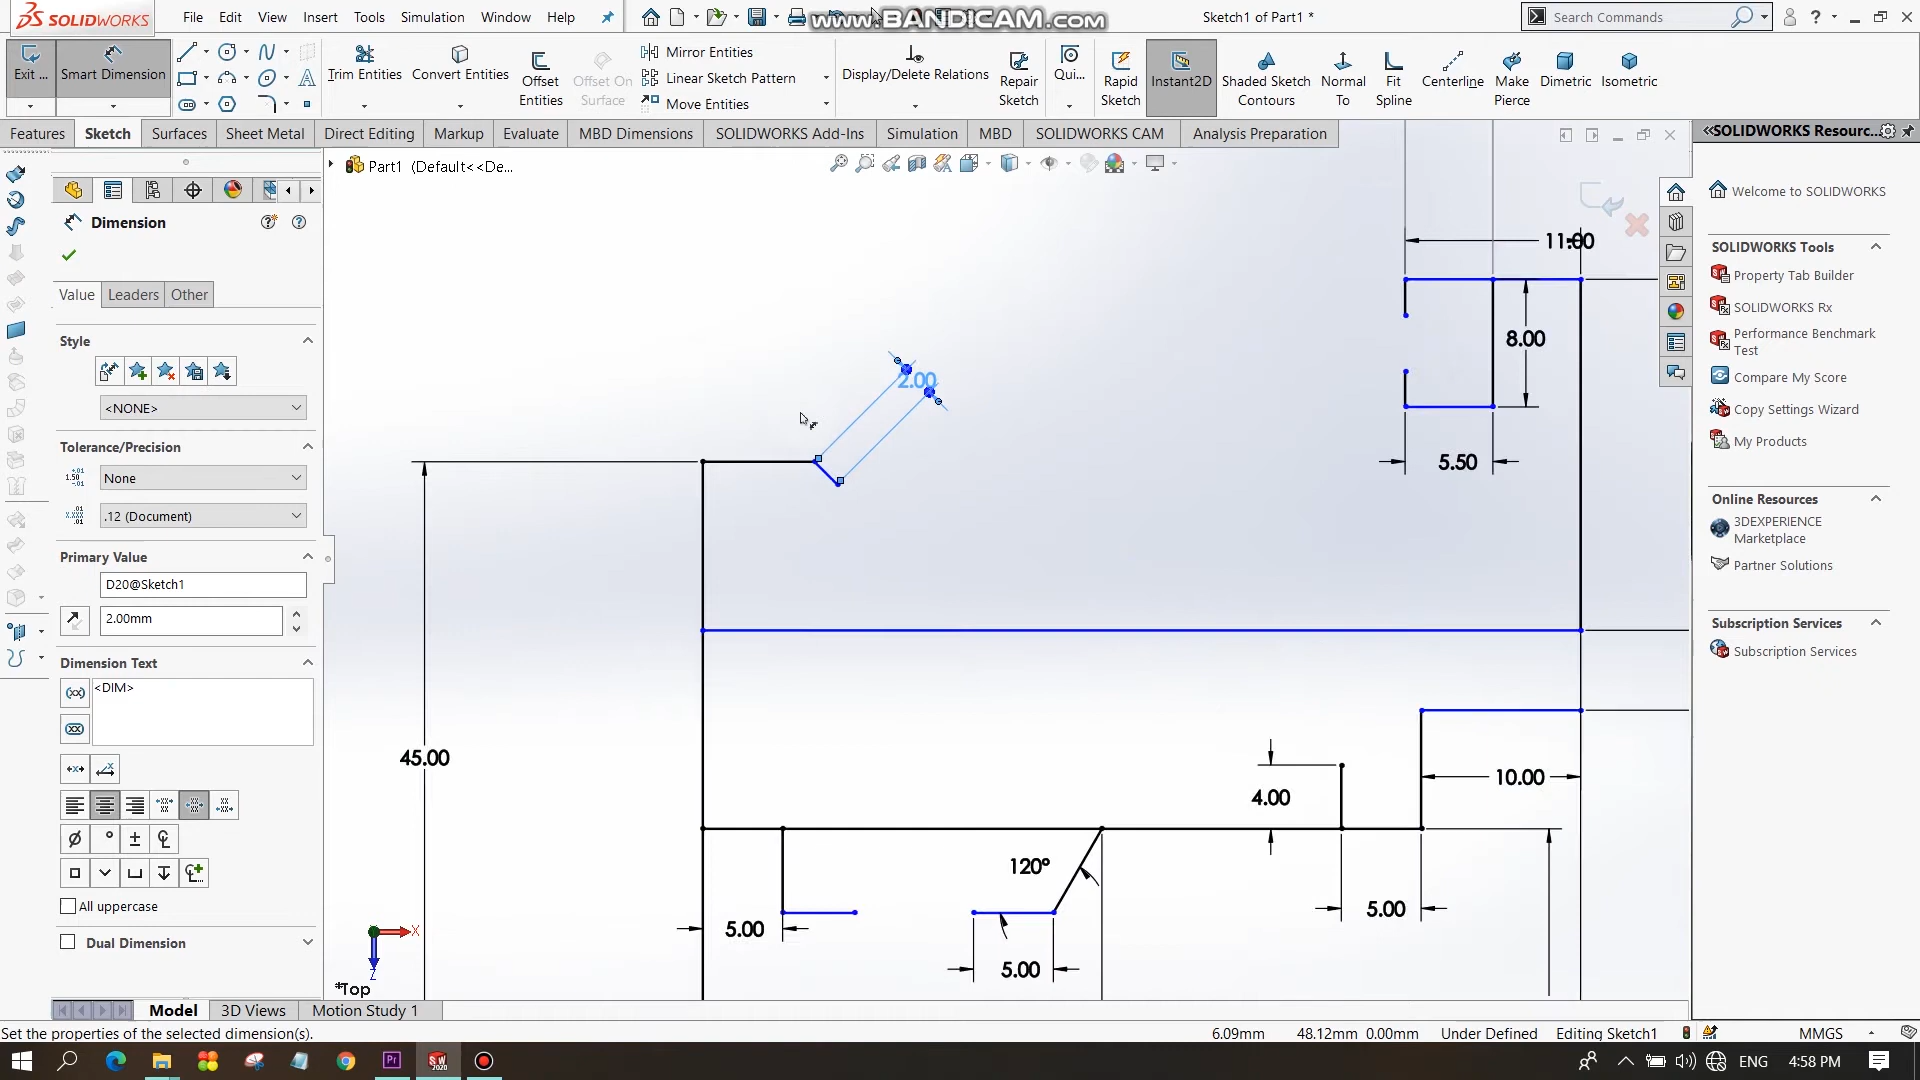 SOLIDWORKS
File Edit View Insert Tools Simulation Window Help
WWW.BANDICAM.COM
Sketch1 of Part1 *
Search Commands
Exit ...
Smart Dimension
Trim Entities
Convert Entities
Offset Entities
Offset On Surface
Mirror Entities
Linear Sketch Pattern
Move Entities
Display/Delete Relations
Repair Sketch
Qui...
Rapid Sketch
Instant2D
Shaded Sketch Contours
Normal To
Fit Spline
Centerline
Make Pierce
Dimetric
Isometric
Features Sketch Surfaces Sheet Metal Direct Editing Markup Evaluate MBD Dimensions SOLIDWORKS Add-Ins Simulation MBD SOLIDWORKS CAM Analysis Preparation
Part1 (Default<<De...
Dimension
Value Leaders Other
Style
<NONE>
Tolerance/Precision
None
.12 (Document)
Primary Value
D20@Sketch1
2.00mm
Dimension Text
<DIM>
All uppercase
Dual Dimension
2.00
11.00
8.00
5.50
45.00
4.00
10.00
120°
5.00
5.00
5.00
X
Z
*Top
SOLIDWORKS Resourc...
Welcome to SOLIDWORKS
SOLIDWORKS Tools
Property Tab Builder
SOLIDWORKS Rx
Performance Benchmark Test
Compare My Score
Copy Settings Wizard
My Products
Online Resources
3DEXPERIENCE Marketplace
Partner Solutions
Subscription Services
Subscription Services
Model 3D Views Motion Study 1
Set the properties of the selected dimension(s).
6.09mm 48.12mm 0.00mm Under Defined Editing Sketch1 MMGS
ENG 4:58 PM